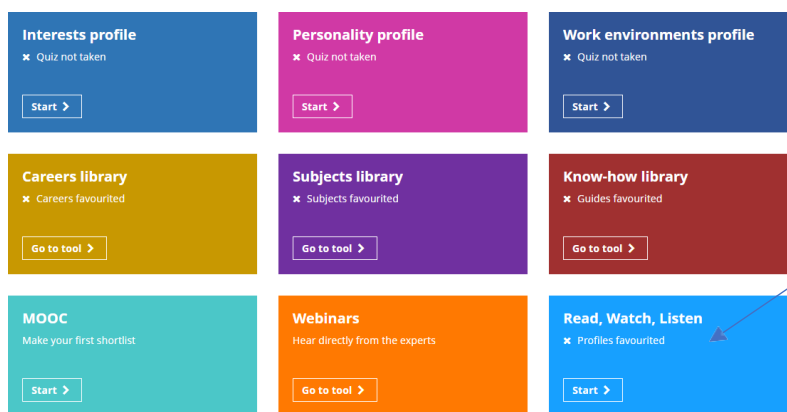 Interests profile
✖ Quiz not taken
Start >
Personality profile
✖ Quiz not taken
Start >
Work environments profile
✖ Quiz not taken
Start >
Careers library
✖ Careers favourited
Go to tool >
Subjects library
✖ Subjects favourited
Go to tool >
Know-how library
✖ Guides favourited
Go to tool >
MOOC
Make your first shortlist
Start >
Webinars
Hear directly from the experts
Go to tool >
Read, Watch, Listen
✖ Profiles favourited
Start >